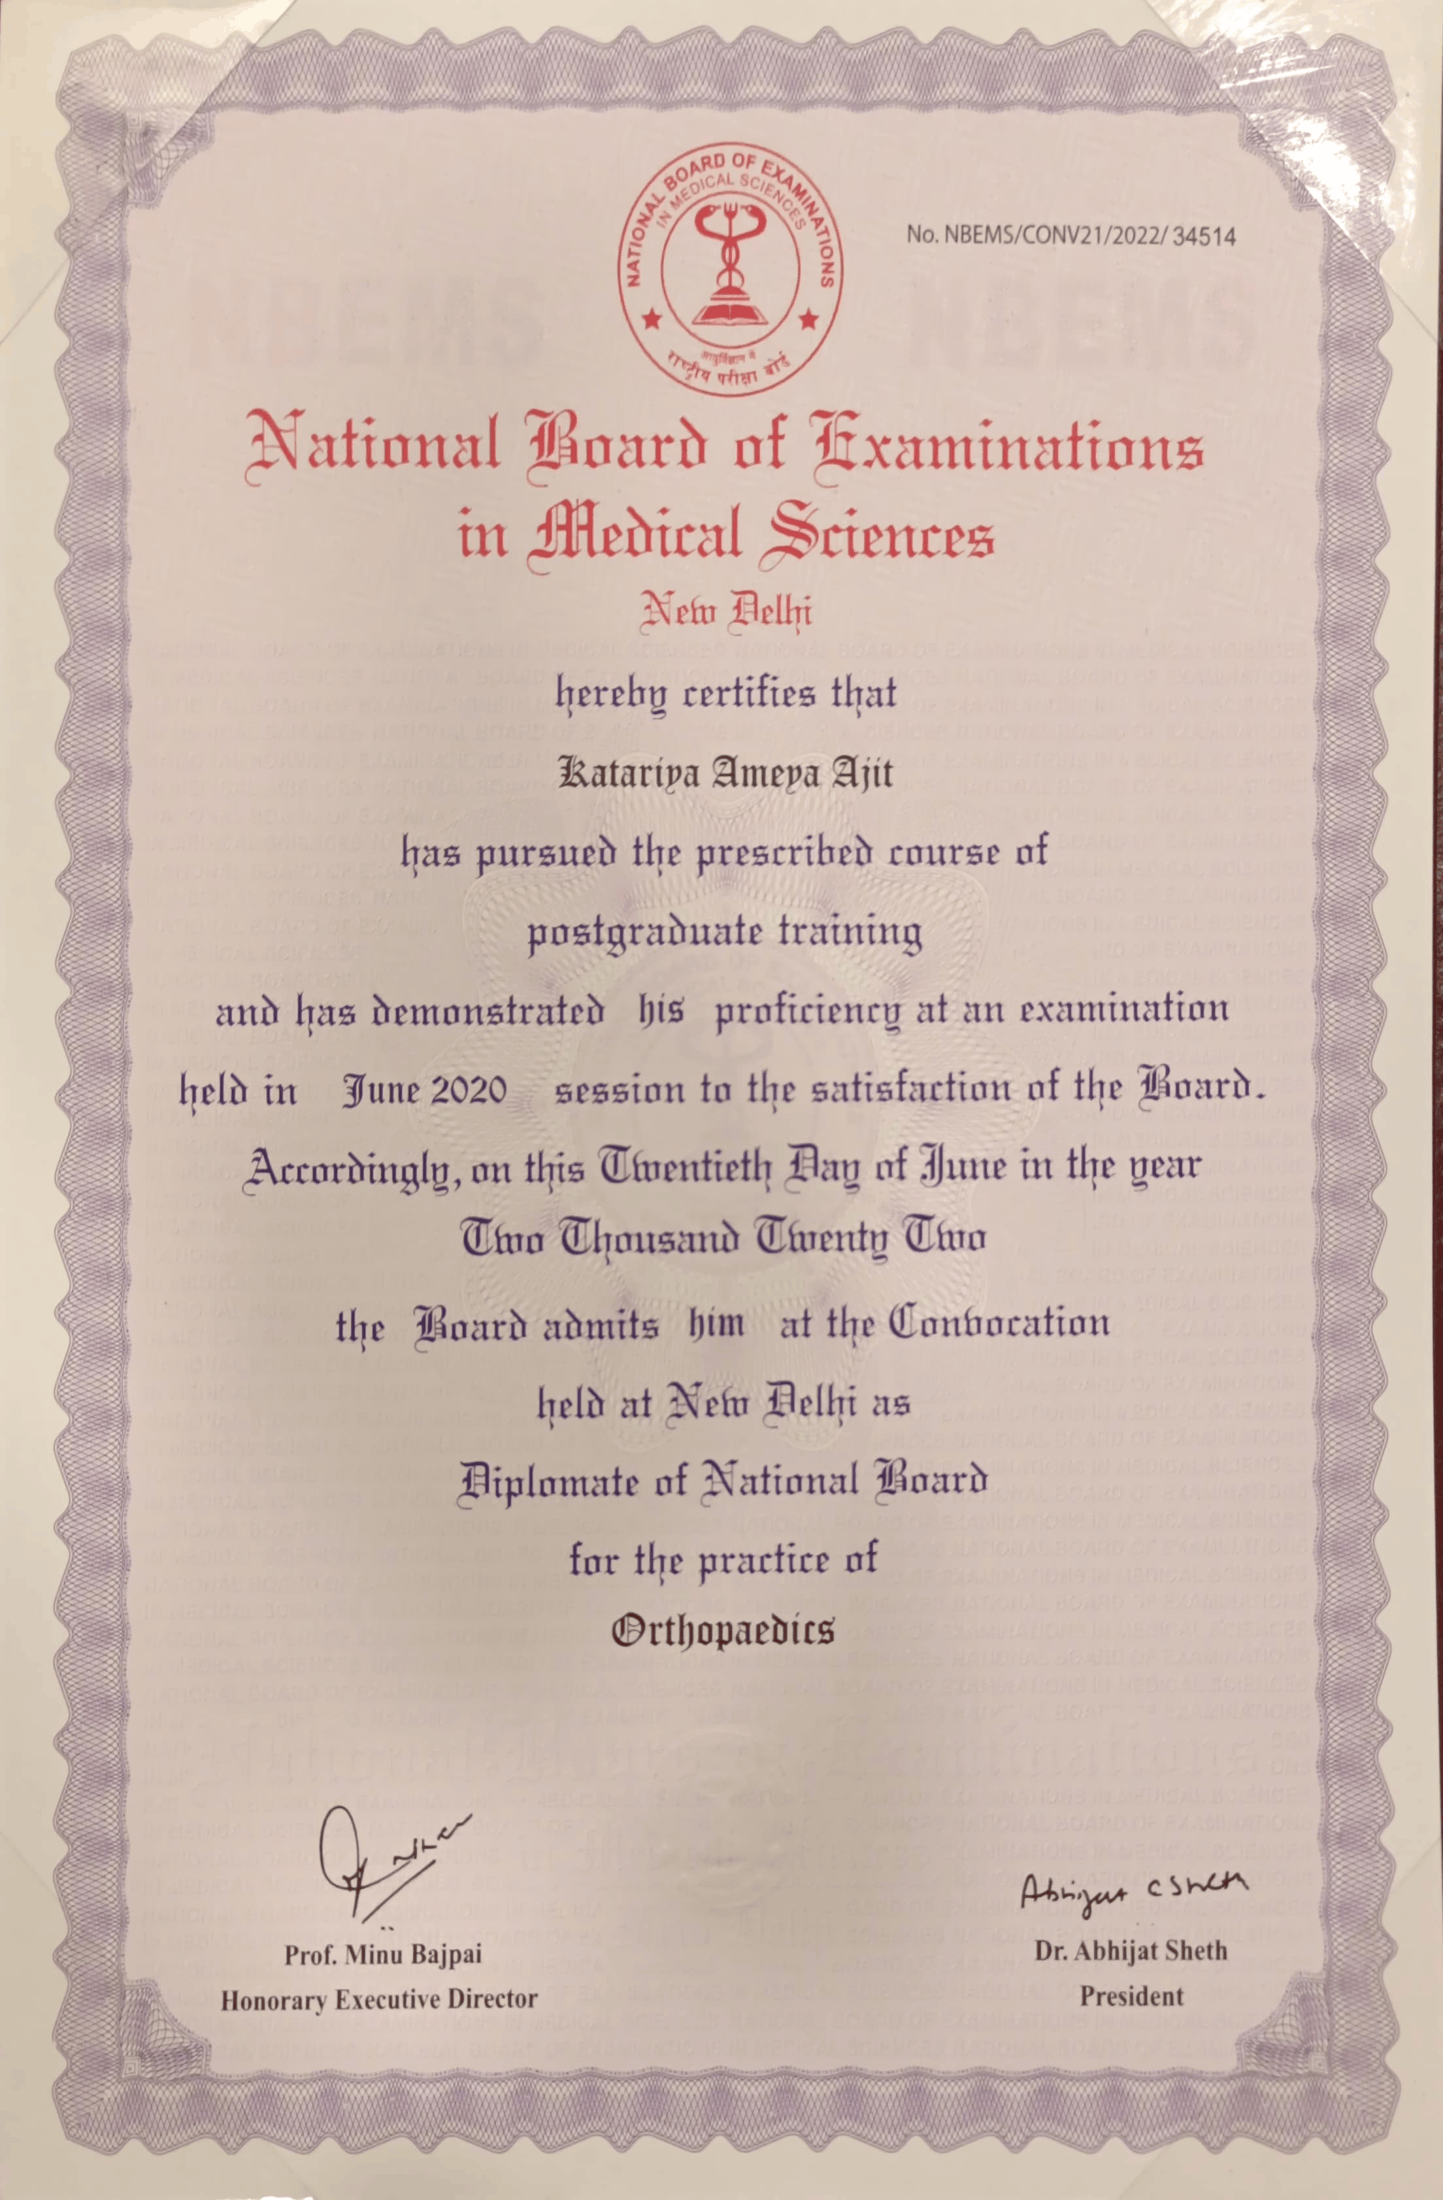 NATIONAL BOARD OF EXAMINATIONS
IN MEDICAL SCIENCES
आयुर्विज्ञान में
राष्ट्रीय परीक्षा बोर्ड
No. NBEMS/CONV21/2022/ 34514
NBEMS NBEMS
National Board of Examinations
in Medical Sciences
New Delhi
hereby certifies that
Katariya Ameya Ajit
has pursued the prescribed course of
postgraduate training
and has demonstrated his proficiency at an examination
held in June 2020 session to the satisfaction of the Board.
Accordingly, on this Twentieth Day of June in the year
Two Thousand Twenty Two
the Board admits him at the Convocation
held at New Delhi as
Diplomate of National Board
for the practice of
Orthopaedics
Abhijat C Sheth
Prof. Minu Bajpai
Honorary Executive Director
Dr. Abhijat Sheth
President